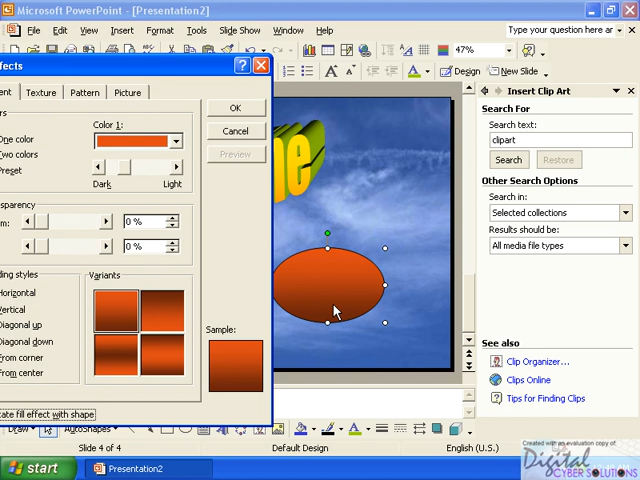 Microsoft PowerPoint - [Presentation2]
File Edit View Insert Format Tools Slide Show Window Help
Type your question
47%
Design New Slide
ects
ent Texture Pattern Picture
ors
One color
Two colors
Preset
Color 1:
Dark Light
OK
Cancel
Preview
sparency
m: 0 %
0 %
ding styles
Horizontal
Vertical
Diagonal up
Diagonal down
From corner
From center
Variants
Sample:
ate fill effect with shape
ne
Insert Clip Art
Search For
Search text:
clipart
Search Restore
Other Search Options
Search in:
Selected collections
Results should be:
All media file types
See also
Clip Organizer...
Clips Online
Tips for Finding Clips
Draw AutoShapes
Slide 4 of 4 Default Design English (U.S.)
start Presentation2
Created with an evaluation copy of
Digital
CYBER SOLUTIONS